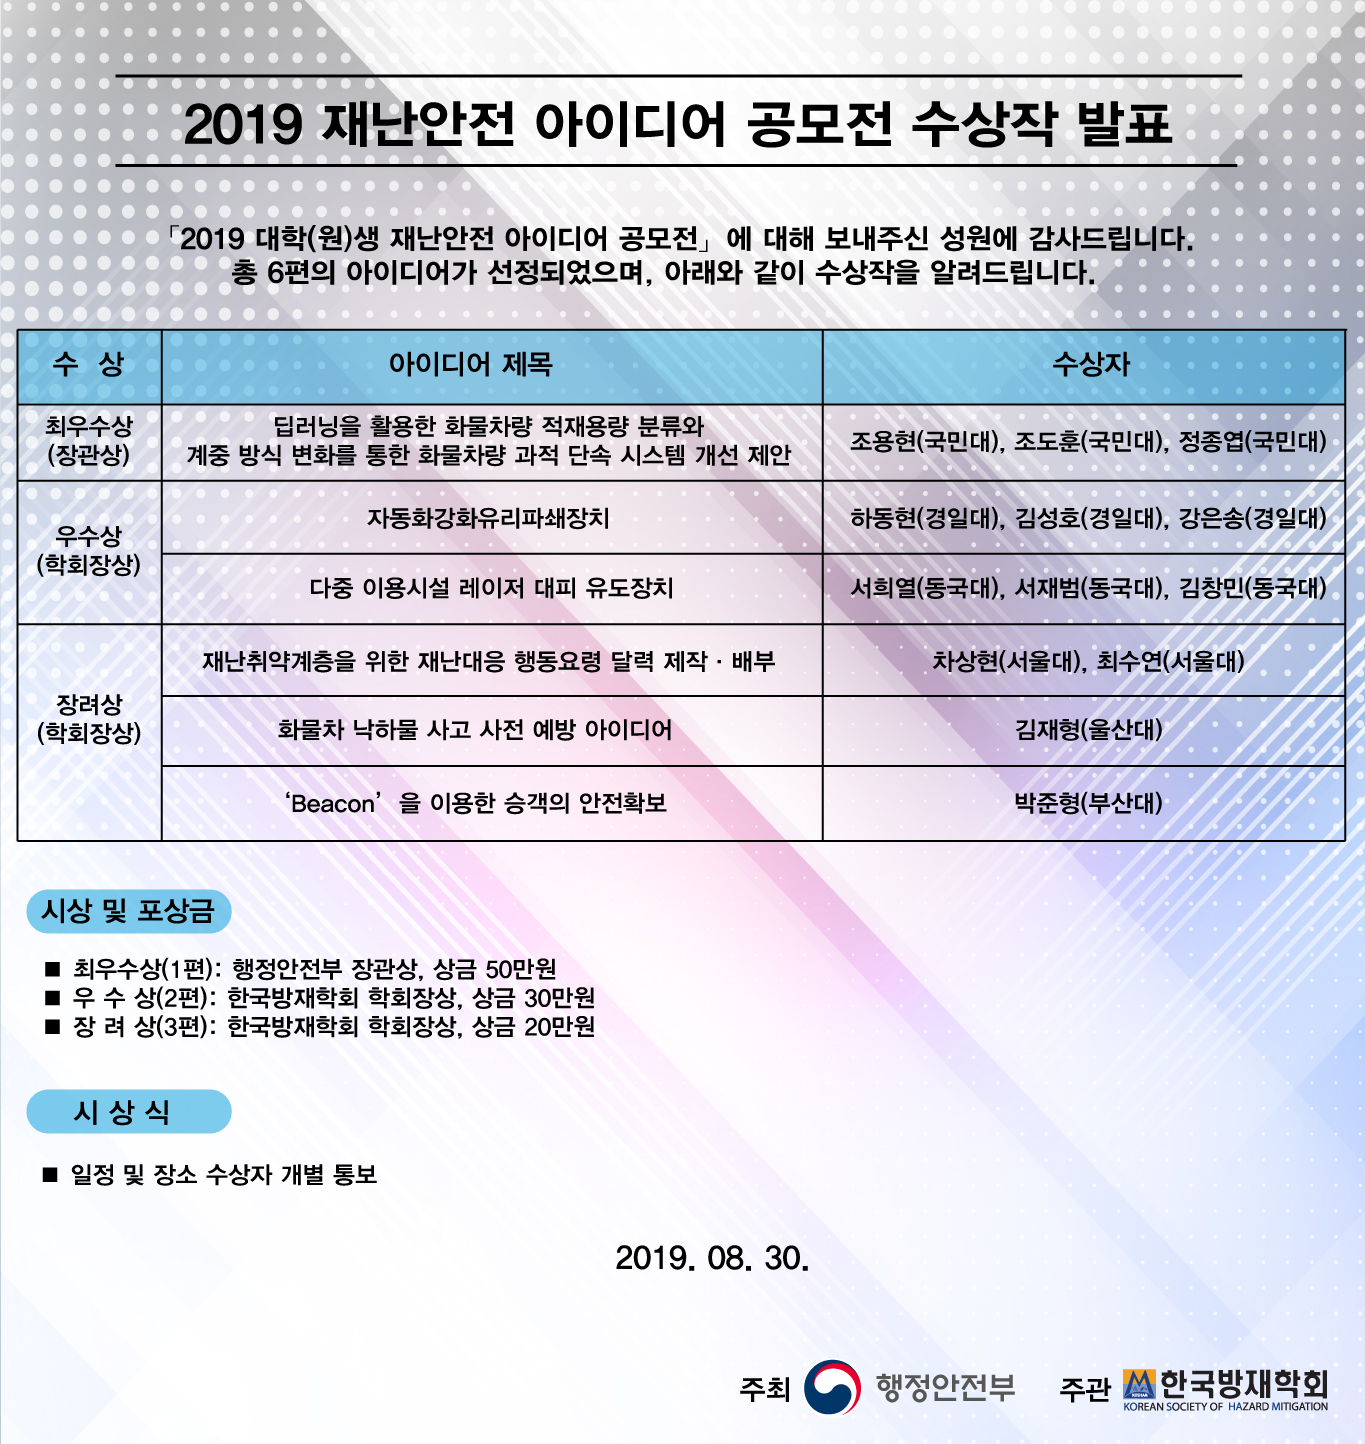 2019 재난안전 아이디어 공모전 수상작 발표
「2019 대학(원)생 재난안전 아이디어 공모전」에 대해 보내주신 성원에 감사드립니다.
총 6편의 아이디어가 선정되었으며, 아래와 같이 수상작을 알려드립니다.
수 상 아이디어 제목 수상자
최우수상
(장관상)
딥러닝을 활용한 화물차량 적재용량 분류와
계중 방식 변화를 통한 화물차량 과적 단속 시스템 개선 제안
조용현(국민대), 조도훈(국민대), 정종엽(국민대)
우수상
(학회장상)
자동화강화유리파쇄장치
하동현(경일대), 김성호(경일대), 강은송(경일대)
다중 이용시설 레이저 대피 유도장치
서희열(동국대), 서재범(동국대), 김창민(동국대)
장려상
(학회장상)
재난취약계층을 위한 재난대응 행동요령 달력 제작 · 배부
차상현(서울대), 최수연(서울대)
화물차 낙하물 사고 사전 예방 아이디어
김재형(울산대)
‘Beacon’ 을 이용한 승객의 안전확보
박준형(부산대)
시상 및 포상금
■ 최우수상(1편): 행정안전부 장관상, 상금 50만원
■ 우 수 상(2편): 한국방재학회 학회장상, 상금 30만원
■ 장 려 상(3편): 한국방재학회 학회장상, 상금 20만원
시 상 식
■ 일정 및 장소 수상자 개별 통보
2019. 08. 30.
주최 행정안전부 주관 한국방재학회
KOREAN SOCIETY OF HAZARD MITIGATION